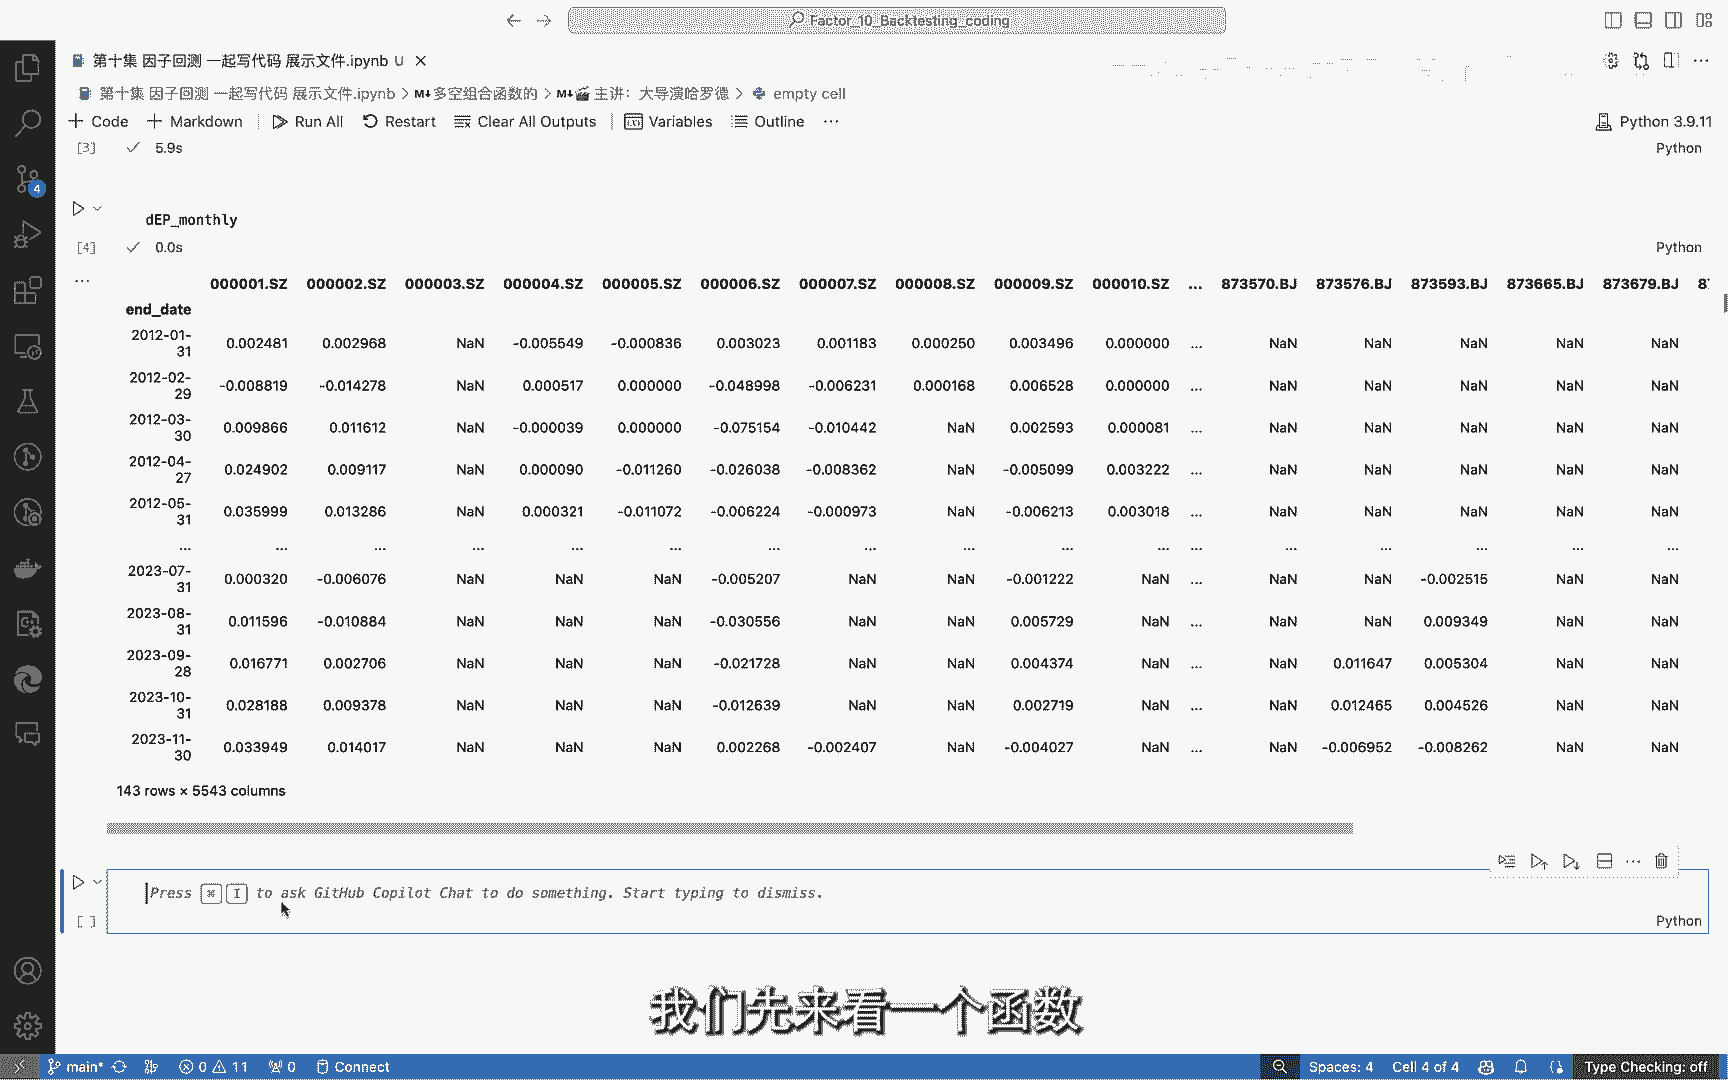 Factor_10_Backtesting_coding
第十集 因子回测 一起写代码 展示文件.ipynb U
第十集 因子回测 一起写代码 展示文件.ipynb > M↓多空组合函数的 > M↓🎬 主讲：大导演哈罗德 > empty cell
+ Code + Markdown Run All Restart Clear All Outputs Variables Outline ... Python 3.9.11
[3] 5.9s Python
dEP_monthly
[4] 0.0s Python
... 000001.SZ 000002.SZ 000003.SZ 000004.SZ 000005.SZ 000006.SZ 000007.SZ 000008.SZ 000009.SZ 000010.SZ ... 873570.BJ 873576.BJ 873593.BJ 873665.BJ 873679.BJ
end_date
2012-01-31 0.002481 0.002968 NaN -0.005549 -0.000836 0.003023 0.001183 0.000250 0.003496 0.000000 ... NaN NaN NaN NaN NaN
2012-02-29 -0.008819 -0.014278 NaN 0.000517 0.000000 -0.048998 -0.006231 0.000168 0.006528 0.000000 ... NaN NaN NaN NaN NaN
2012-03-30 0.009866 0.011612 NaN -0.000039 0.000000 -0.075154 -0.010442 NaN 0.002593 0.000081 ... NaN NaN NaN NaN NaN
2012-04-27 0.024902 0.009117 NaN 0.000090 -0.011260 -0.026038 -0.008362 NaN -0.005099 0.003222 ... NaN NaN NaN NaN NaN
2012-05-31 0.035999 0.013286 NaN 0.000321 -0.011072 -0.006224 -0.000973 NaN -0.006213 0.003018 ... NaN NaN NaN NaN NaN
... ... ... ... ... ... ... ... ... ... ... ... ... ... ... ... ...
2023-07-31 0.000320 -0.006076 NaN NaN NaN -0.005207 NaN NaN -0.001222 NaN ... NaN NaN -0.002515 NaN NaN
2023-08-31 0.011596 -0.010884 NaN NaN NaN -0.030556 NaN NaN 0.005729 NaN ... NaN NaN 0.009349 NaN NaN
2023-09-28 0.016771 0.002706 NaN NaN NaN -0.021728 NaN NaN 0.004374 NaN ... NaN 0.011647 0.005304 NaN NaN
2023-10-31 0.028188 0.009378 NaN NaN NaN -0.012639 NaN NaN 0.002719 NaN ... NaN 0.012465 0.004526 NaN NaN
2023-11-30 0.033949 0.014017 NaN NaN NaN 0.002268 -0.002407 NaN -0.004027 NaN ... NaN -0.006952 -0.008262 NaN NaN
143 rows × 5543 columns
Press ⌘ I to ask GitHub Copilot Chat to do something. Start typing to dismiss.
[ ] Python
我们先来看一个函数
4
main* 0 11 0 Connect Spaces: 4 Cell 4 of 4 Type Checking: off